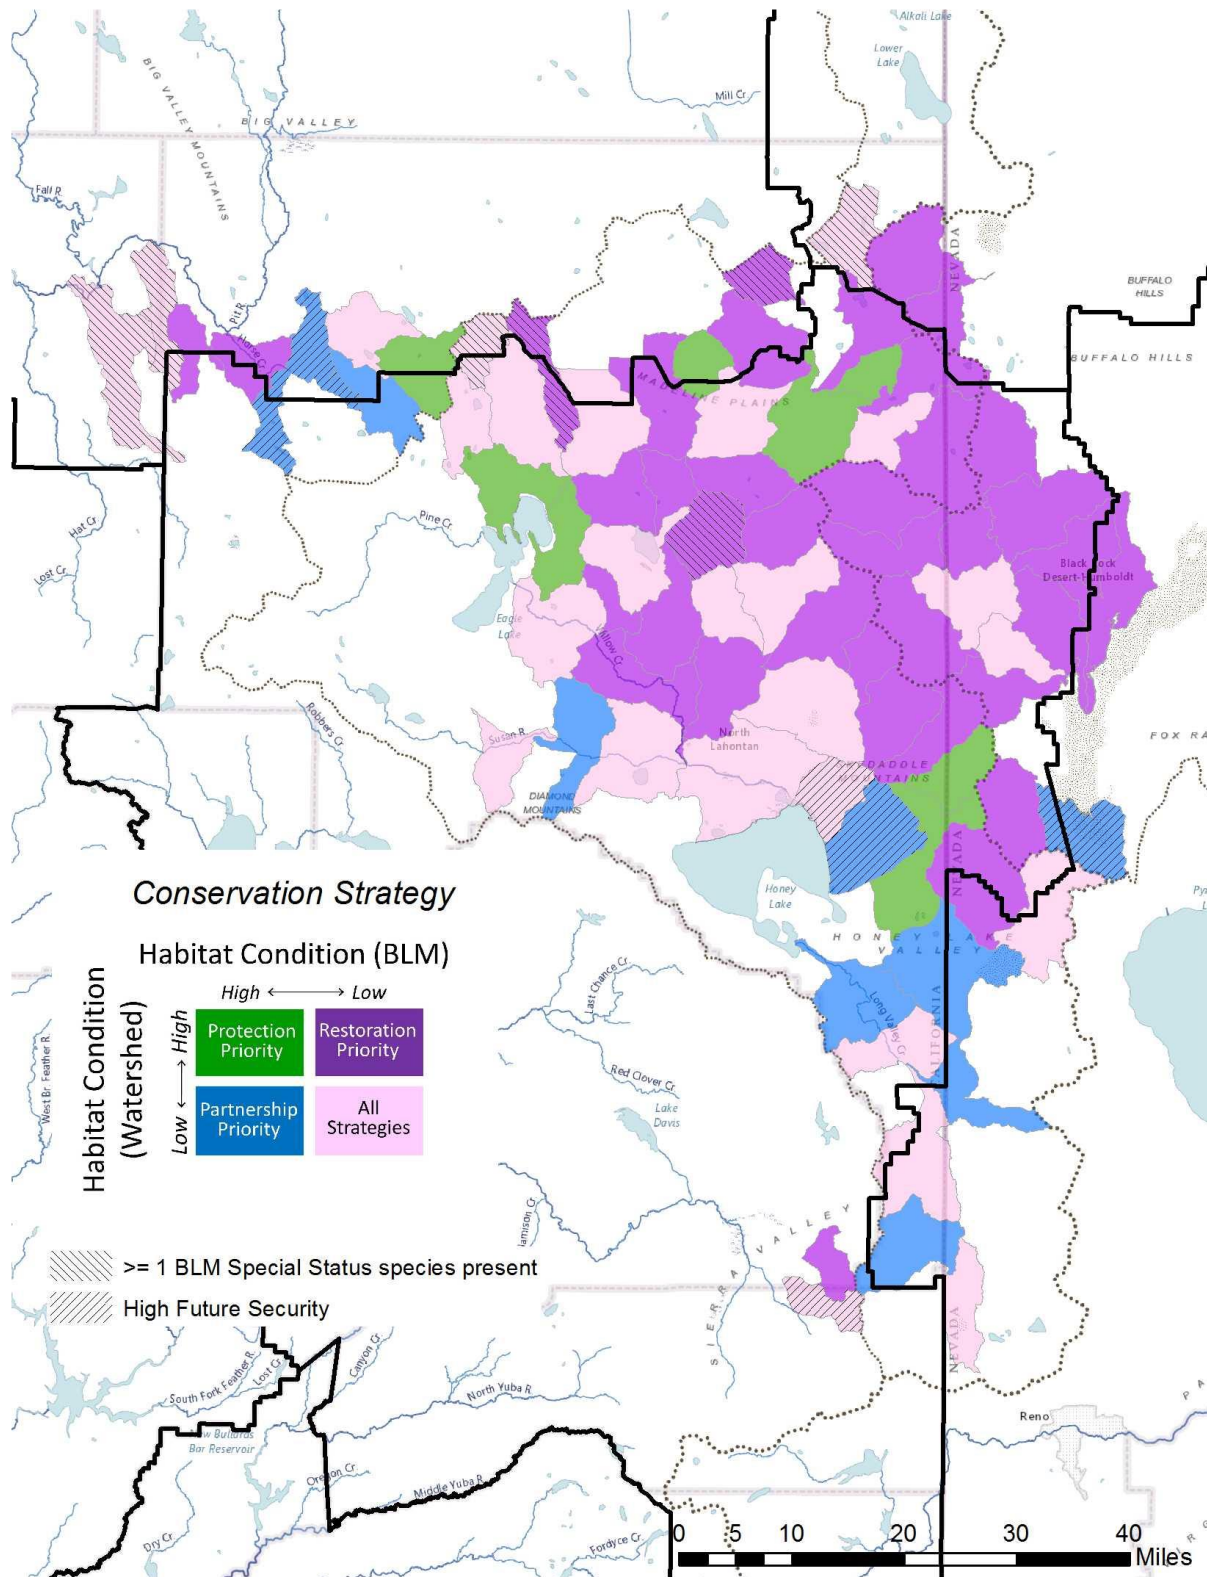 Alkali Lake
Lower
Lake
Mill Cr.
BIG VALLEY
BIG VALLEY MOUNTAINS
Fall R.
Pit R.
Horse Cr.
NEVADA
BUFFALO
HILLS
BUFFALO HILLS
MADELINE PLAINS
Hat Cr.
Lost Cr.
Pine Cr.
Eagle
Lake
Willow Cr.
Black Rock
Desert-Humboldt
Robbers Cr.
Susan R.
North
Lahontan
DIAMOND
MOUNTAINS
MOUNTAINS
FOX RA
NEVADA
Honey
Lake
HONEY LAKE
VALLEY
Long Valley Cr.
ALIFORNIA
Last Chance Cr.
Red Clover Cr.
Lake
Davis
West Br. Feather R.
Jamison Cr.
SIERRA VALLEY
NEVADA
Conservation Strategy
Habitat Condition (BLM)
High
Low
Habitat Condition
(Watershed)
High
Low
Protection
Priority
Restoration
Priority
Partnership
Priority
All
Strategies
>= 1 BLM Special Status species present
High Future Security
South Fork Feather R.
Lost Cr.
Canyon Cr.
North Yuba R.
Bar Reservoir
Oregon Cr.
Middle Yuba R.
Dry Cr.
Fordyce Cr.
Reno
0 5 10 20 30 40
Miles